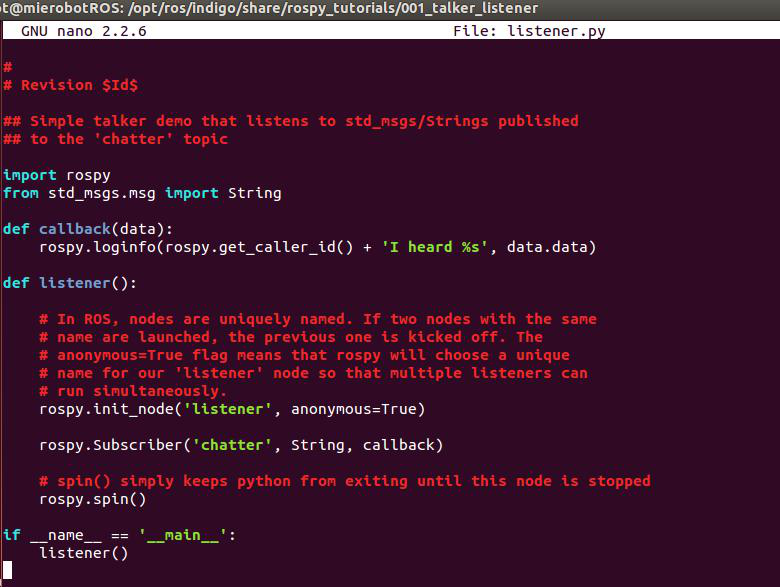 t@mierobotROS: /opt/ros/indigo/share/rospy_tutorials/001_talker_listener
GNU nano 2.2.6 File: listener.py
#
# Revision $Id$
## Simple talker demo that listens to std_msgs/Strings published
## to the 'chatter' topic
import rospy
from std_msgs.msg import String
def callback(data):
    rospy.loginfo(rospy.get_caller_id() + 'I heard %s', data.data)
def listener():
    # In ROS, nodes are uniquely named. If two nodes with the same
    # name are launched, the previous one is kicked off. The
    # anonymous=True flag means that rospy will choose a unique
    # name for our 'listener' node so that multiple listeners can
    # run simultaneously.
    rospy.init_node('listener', anonymous=True)
    rospy.Subscriber('chatter', String, callback)
    # spin() simply keeps python from exiting until this node is stopped
    rospy.spin()
if __name__ == '__main__':
    listener()